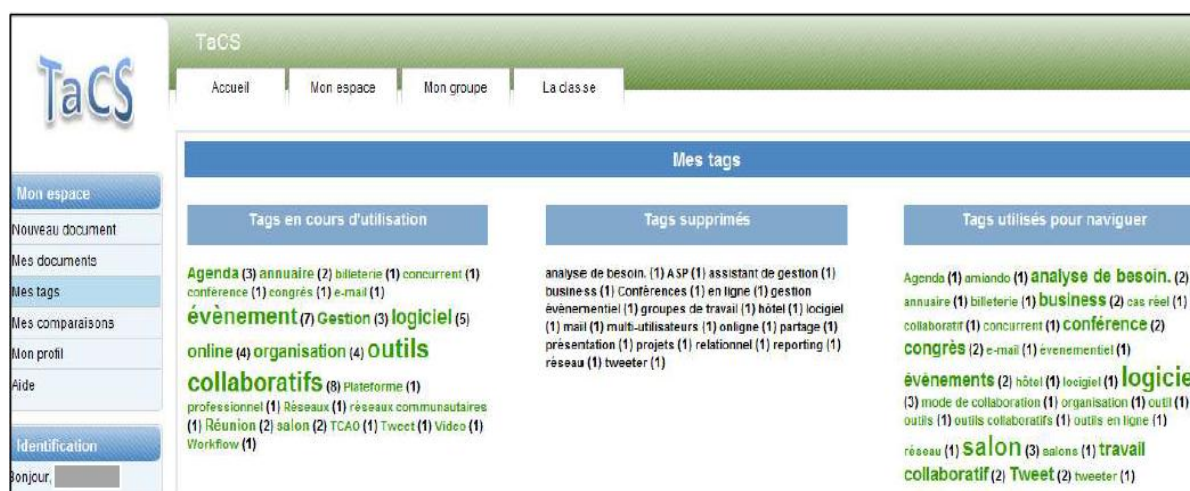 TaCS
TaCS
Accueil
Mon espace
Mon groupe
La classe
Mes tags
Mon espace
Nouveau document
Mes documents
Mes tags
Mes comparaisons
Mon profil
Aide
Identification
Bonjour,
Tags en cours d'utilisation
Agenda (3) annuaire (2) billeterie (1) concurrent (1)
conférence (1) congrès (1) e-mail (1)
évènement (7) Gestion (3) logiciel (5)
online (4) organisation (4) outils
collaboratifs (8) Plateforme (1)
professionnel (1) Réseaux (1) réseaux communautaires
(1) Réunion (2) salon (2) TCAO (1) Tweet (1) Video (1)
Workflow (1)
Tags supprimés
analyse de besoin. (1) ASP (1) assistant de gestion (1)
business (1) Conférences (1) en ligne (1) gestion
évènementiel (1) groupes de travail (1) hôtel (1) locigiel
(1) mail (1) multi-utilisateurs (1) onligne (1) partage (1)
présentation (1) projets (1) relationnel (1) reporting (1)
réseau (1) tweeter (1)
Tags utilisés pour naviguer
Agenda (1) amiando (1) analyse de besoin. (2)
annuaire (1) billeterie (1) business (2) cas réel (1)
collaboratif (1) concurrent (1) conférence (2)
congrès (2) e-mail (1) évenementiel (1)
évènements (2) hôtel (1) locigiel (1) logicie
(3) mode de collaboration (1) organisation (1) outil (1)
outils (1) outils collaboratifs (1) outils en ligne (1)
réseau (1) salon (3) salons (1) travail
collaboratif (2) Tweet (2) tweeter (1)